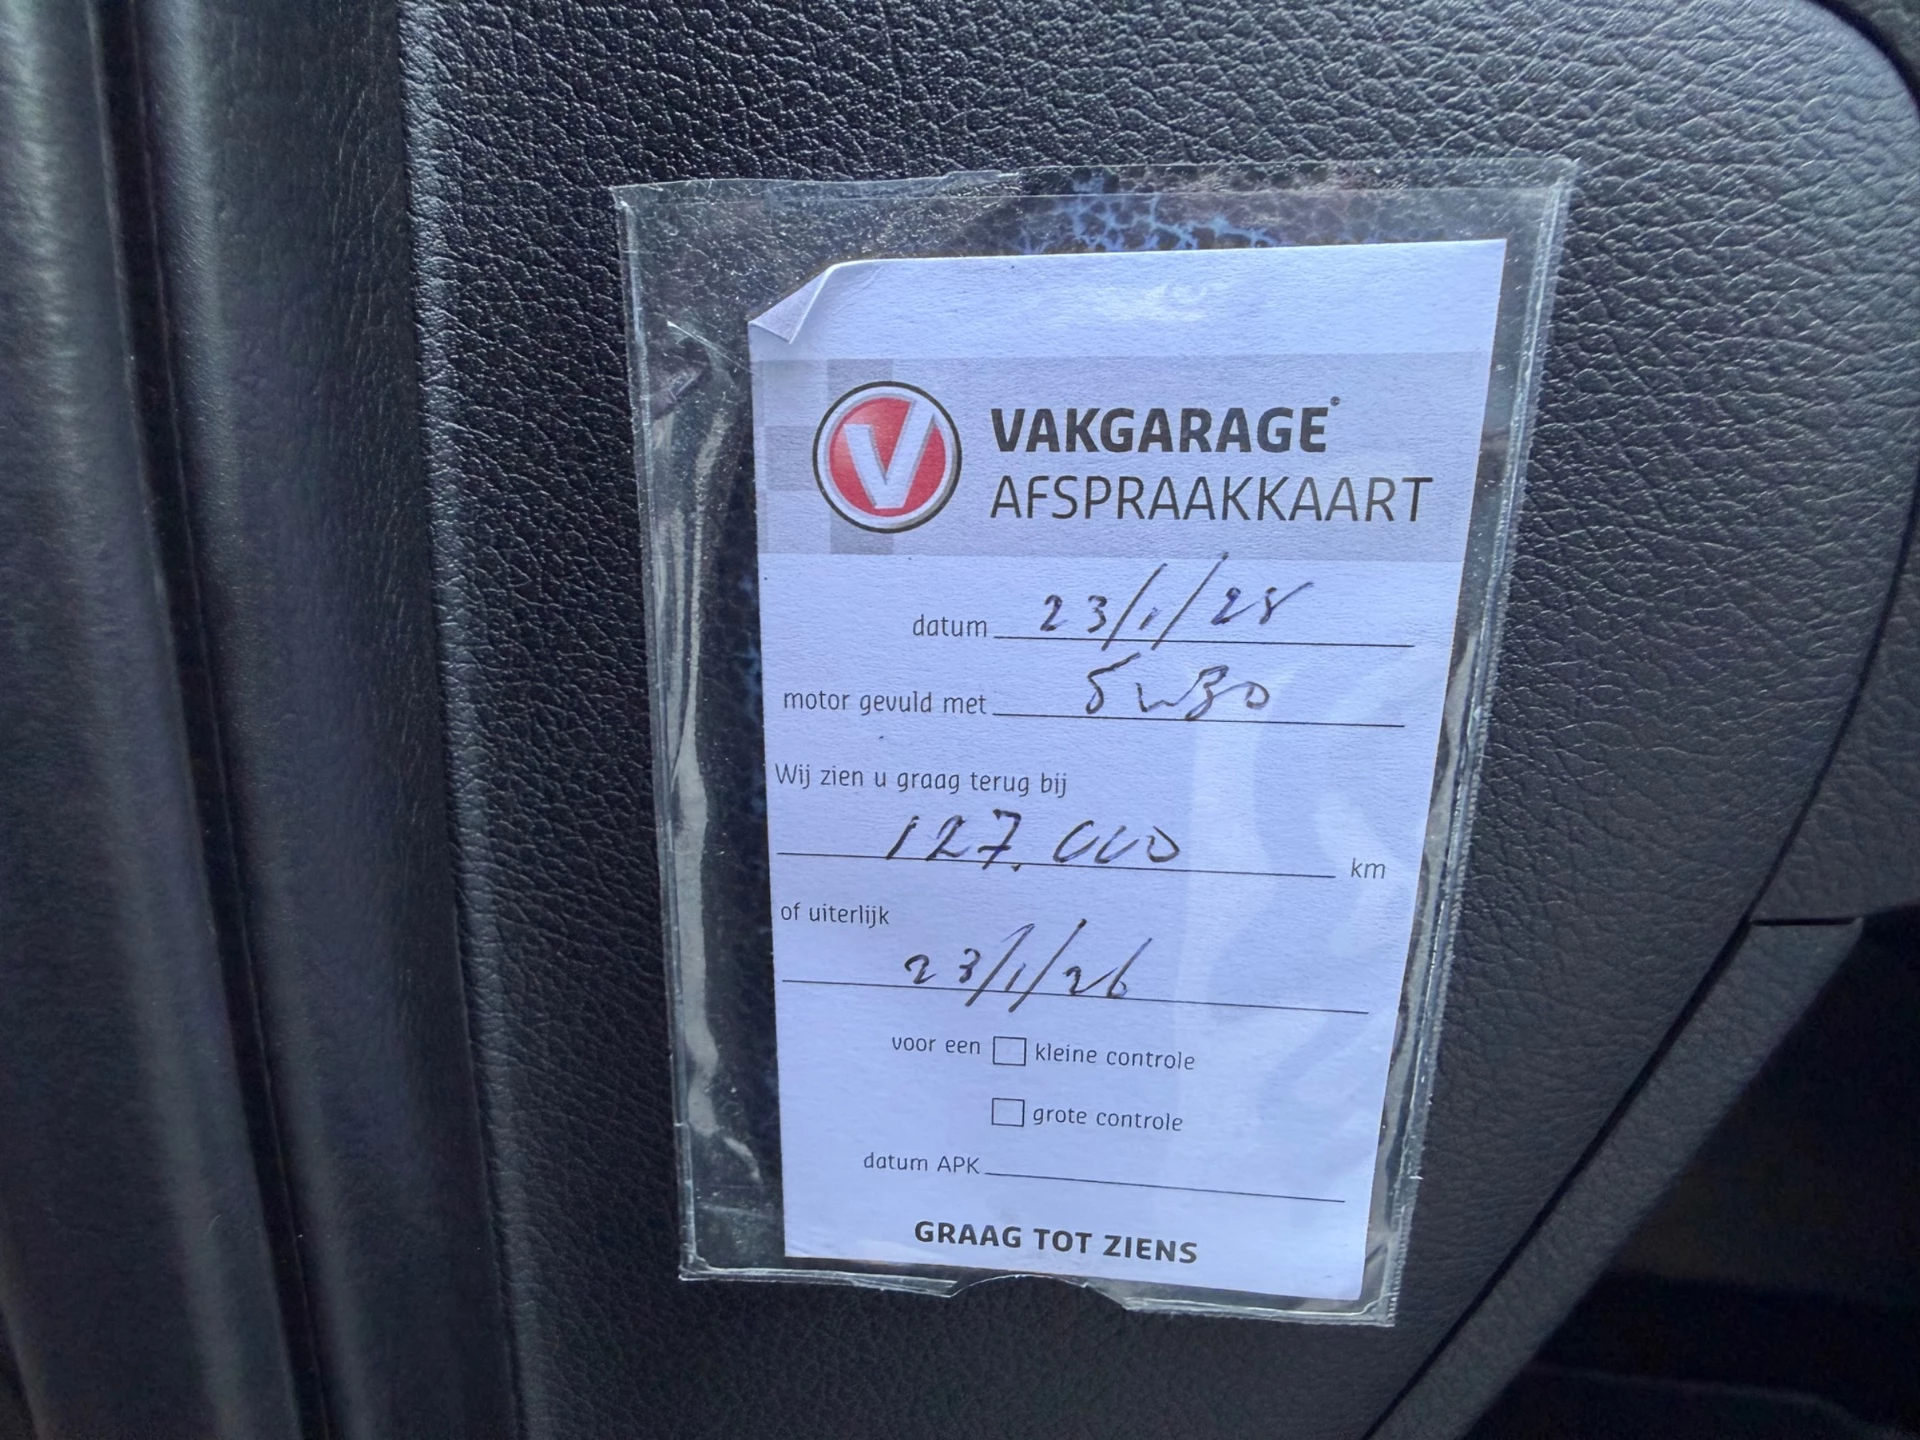 V VAKGARAGE
AFSPRAAKKAART
datum 23/1/25
motor gevuld met 5w30
Wij zien u graag terug bij
127.000 km
of uiterlijk
23/1/26
voor een kleine controle
grote controle
datum APK
GRAAG TOT ZIENS